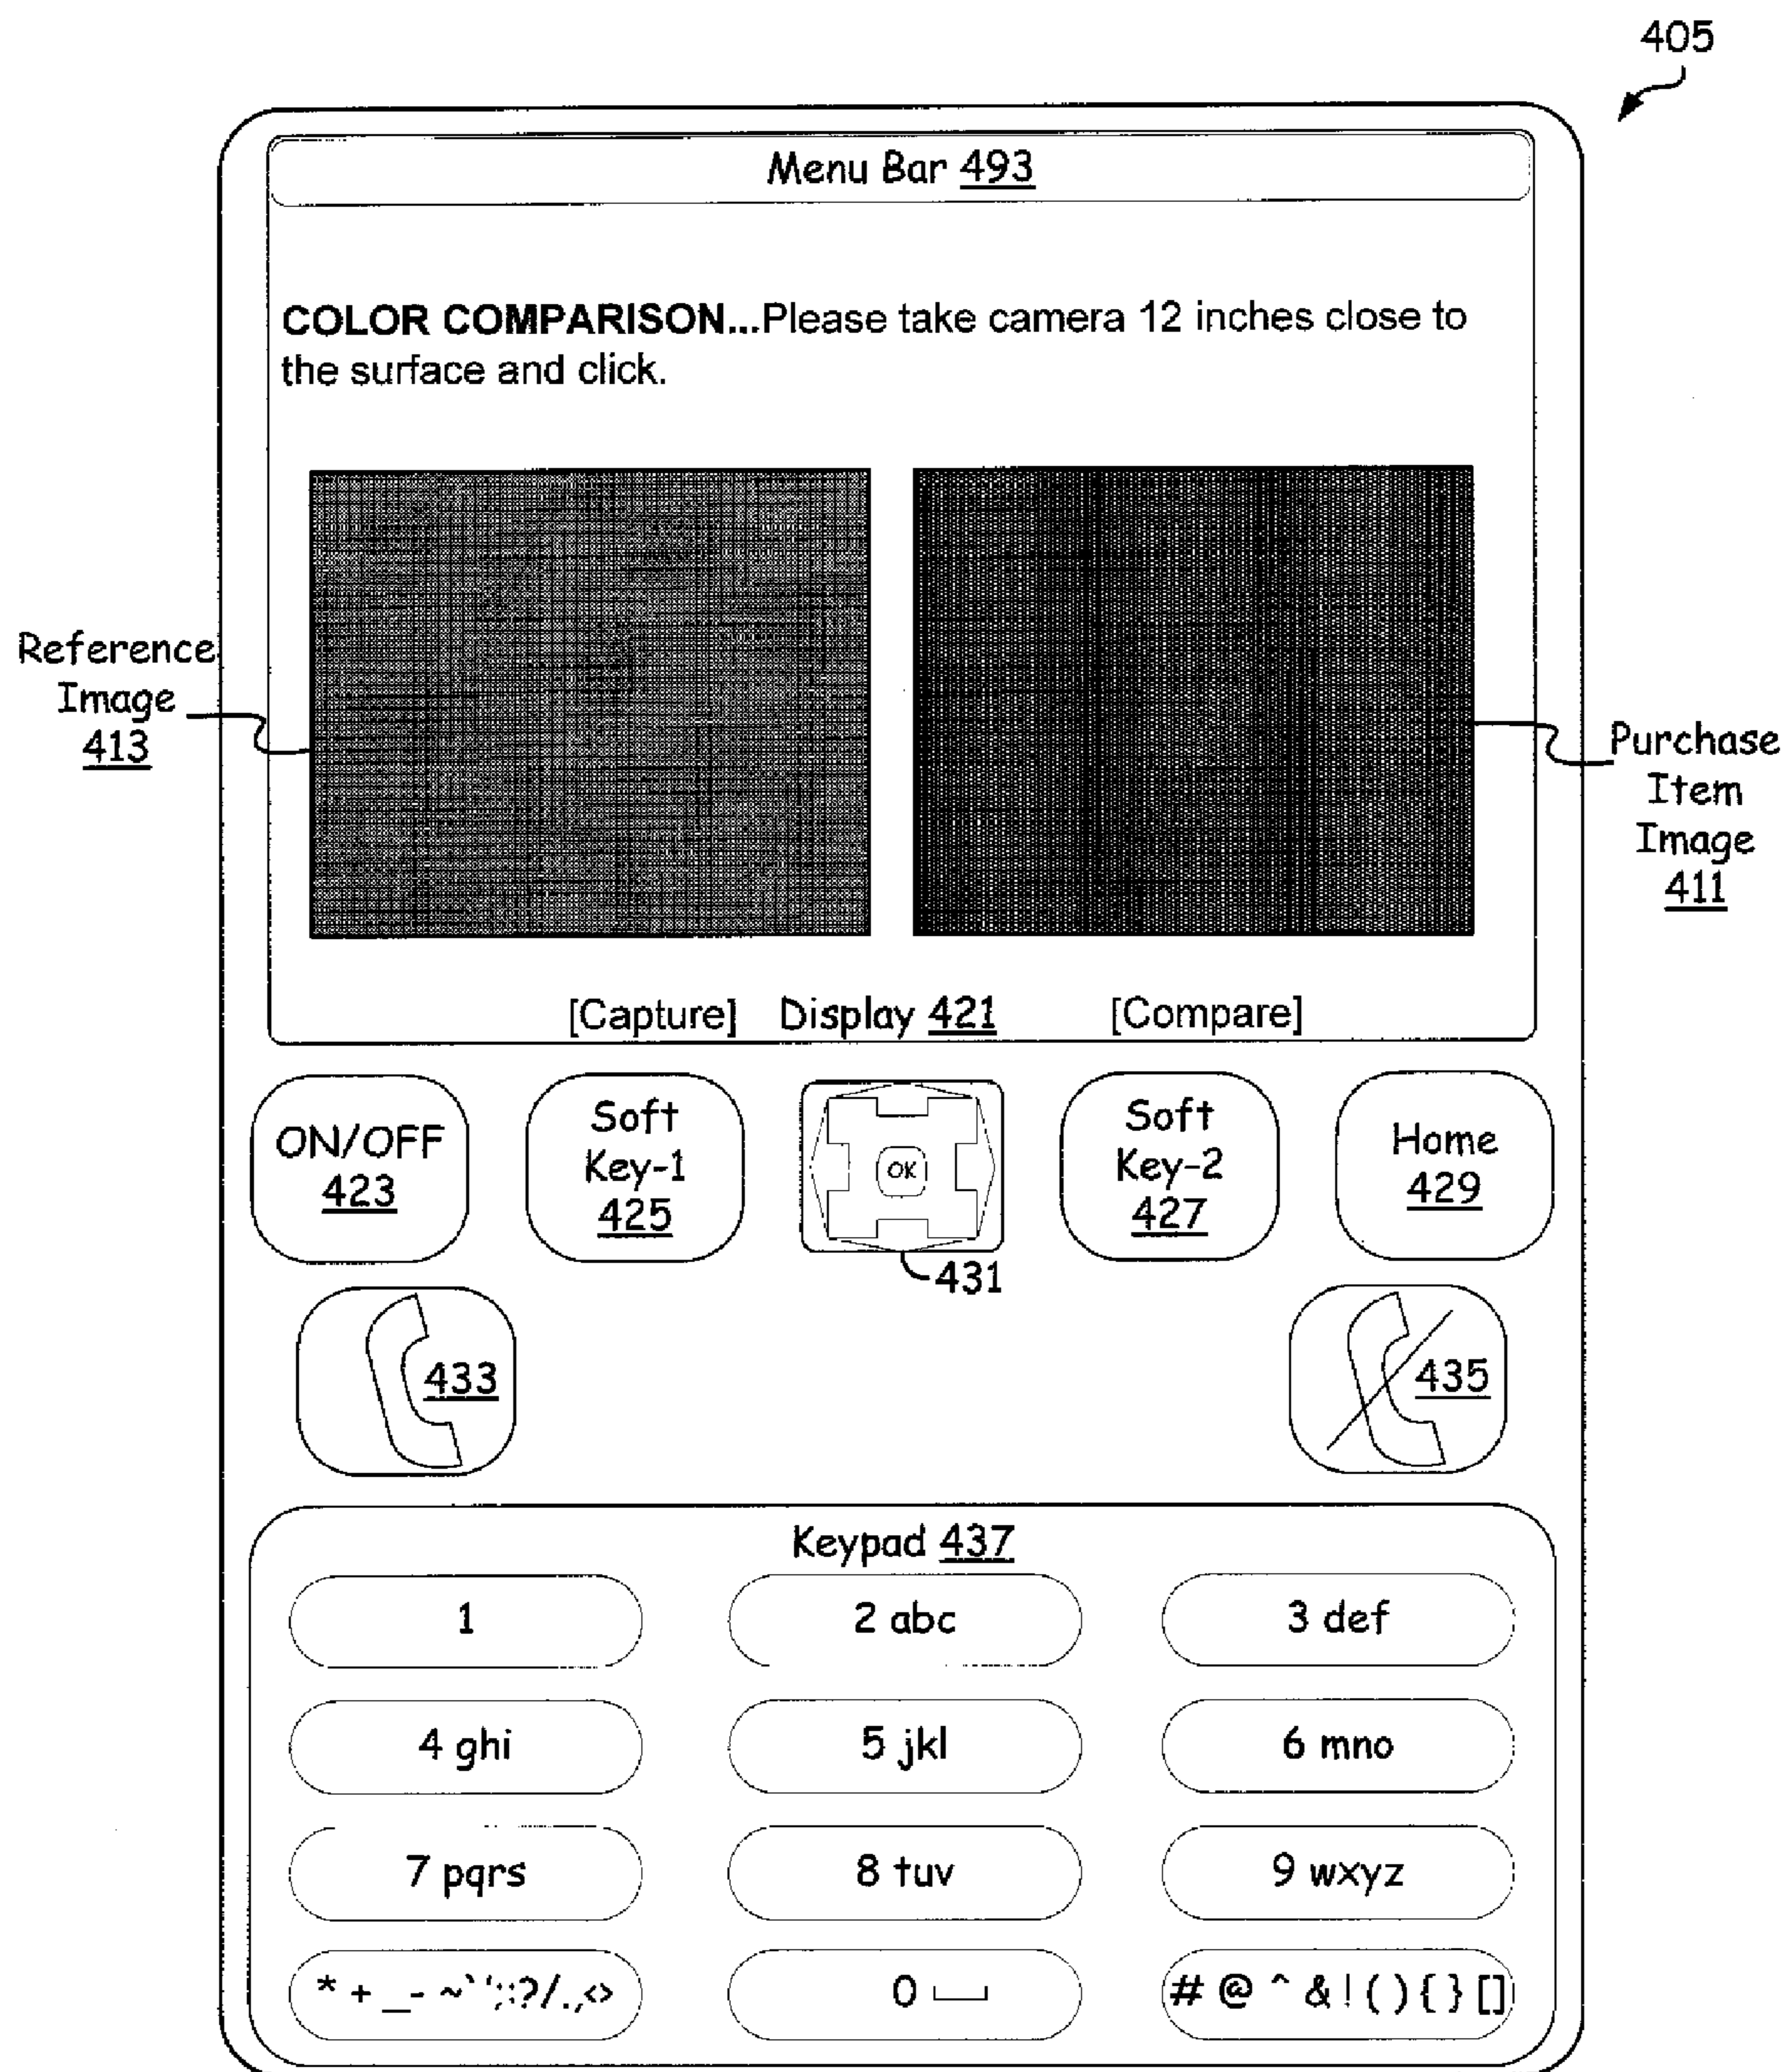 405
Menu Bar 493
COLOR COMPARISON...Please take camera 12 inches close to
the surface and click.
Reference
Image
413
Purchase
Item
Image
411
[Capture] Display 421 [Compare]
ON/OFF
423
Soft
Key-1
425
OK
431
Soft
Key-2
427
Home
429
433
435
Keypad 437
1
2 abc
3 def
4 ghi
5 jkl
6 mno
7 pqrs
8 tuv
9 wxyz
* + _- ~` ';:?/.,<>
0
# @ ^ & ! ( ) { } []